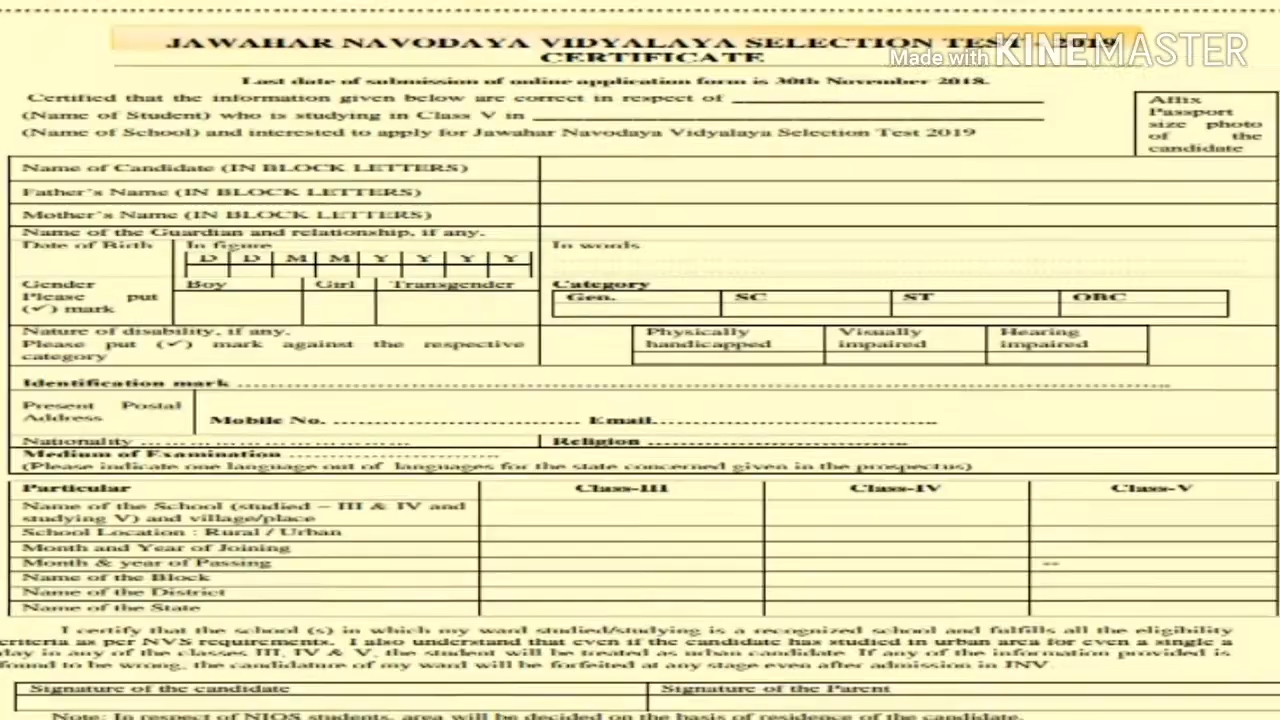 JAWAHAR NAVODAYA VIDYALAYA SELECTION TEST - 2019
Made with KINEMASTER
CERTIFICATE
Last date of submission of online application form is 30th November 2018.
Certified that the information given below are correct in respect of
(Name of Student) who is studying in Class V in
(Name of School) and interested to apply for Jawahar Navodaya Vidyalaya Selection Test 2019
Affix
Passport
size photo
of the
candidate
Name of Candidate (IN BLOCK LETTERS)
Father's Name (IN BLOCK LETTERS)
Mother's Name (IN BLOCK LETTERS)
Name of the Guardian and relationship, if any.
Date of Birth In figure In words
D D M M Y Y Y Y
Gender Boy Girl Transgender Category
Please put Gen. SC ST OBC
(✓) mark
Nature of disability, if any. Physically Visually Hearing
Please put (✓) mark against the respective handicapped impaired impaired
category
Identification mark ........................................
Present Postal
Address Mobile No. .............................. Email..............................
Nationality .............................. Religion ..............................
Medium of Examination ..............................
(Please indicate one language out of languages for the state concerned given in the prospectus)
Particular Class-III Class-IV Class-V
Name of the School (studied – III & IV and
studying V) and village/place
School Location : Rural / Urban
Month and Year of Joining
Month & year of Passing --
Name of the Block
Name of the District
Name of the State
I certify that the school (s) in which my ward studied/studying is a recognized school and fulfills all the eligibility
criteria as per NVS requirements. I also understand that even if the candidate has studied in urban area for even a single a
day in any of the classes III, IV & V, the student will be treated as urban candidate. If any of the information provided is
found to be wrong, the candidature of my ward will be forfeited at any stage even after admission in JNV.
Signature of the candidate Signature of the Parent
Note: In respect of NIOS students, area will be decided on the basis of residence of the candidate.